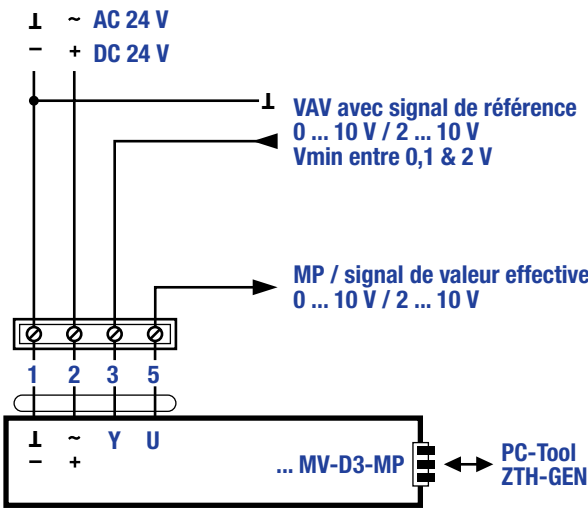 ⊥ ~ AC 24 V
– + DC 24 V
⊥ VAV avec signal de référence
0 ... 10 V / 2 ... 10 V
Vmin entre 0,1 & 2 V
MP / signal de valeur effective
0 ... 10 V / 2 ... 10 V
1 2 3 5
⊥ ~ Y U
– +
... MV-D3-MP
PC-Tool
ZTH-GEN